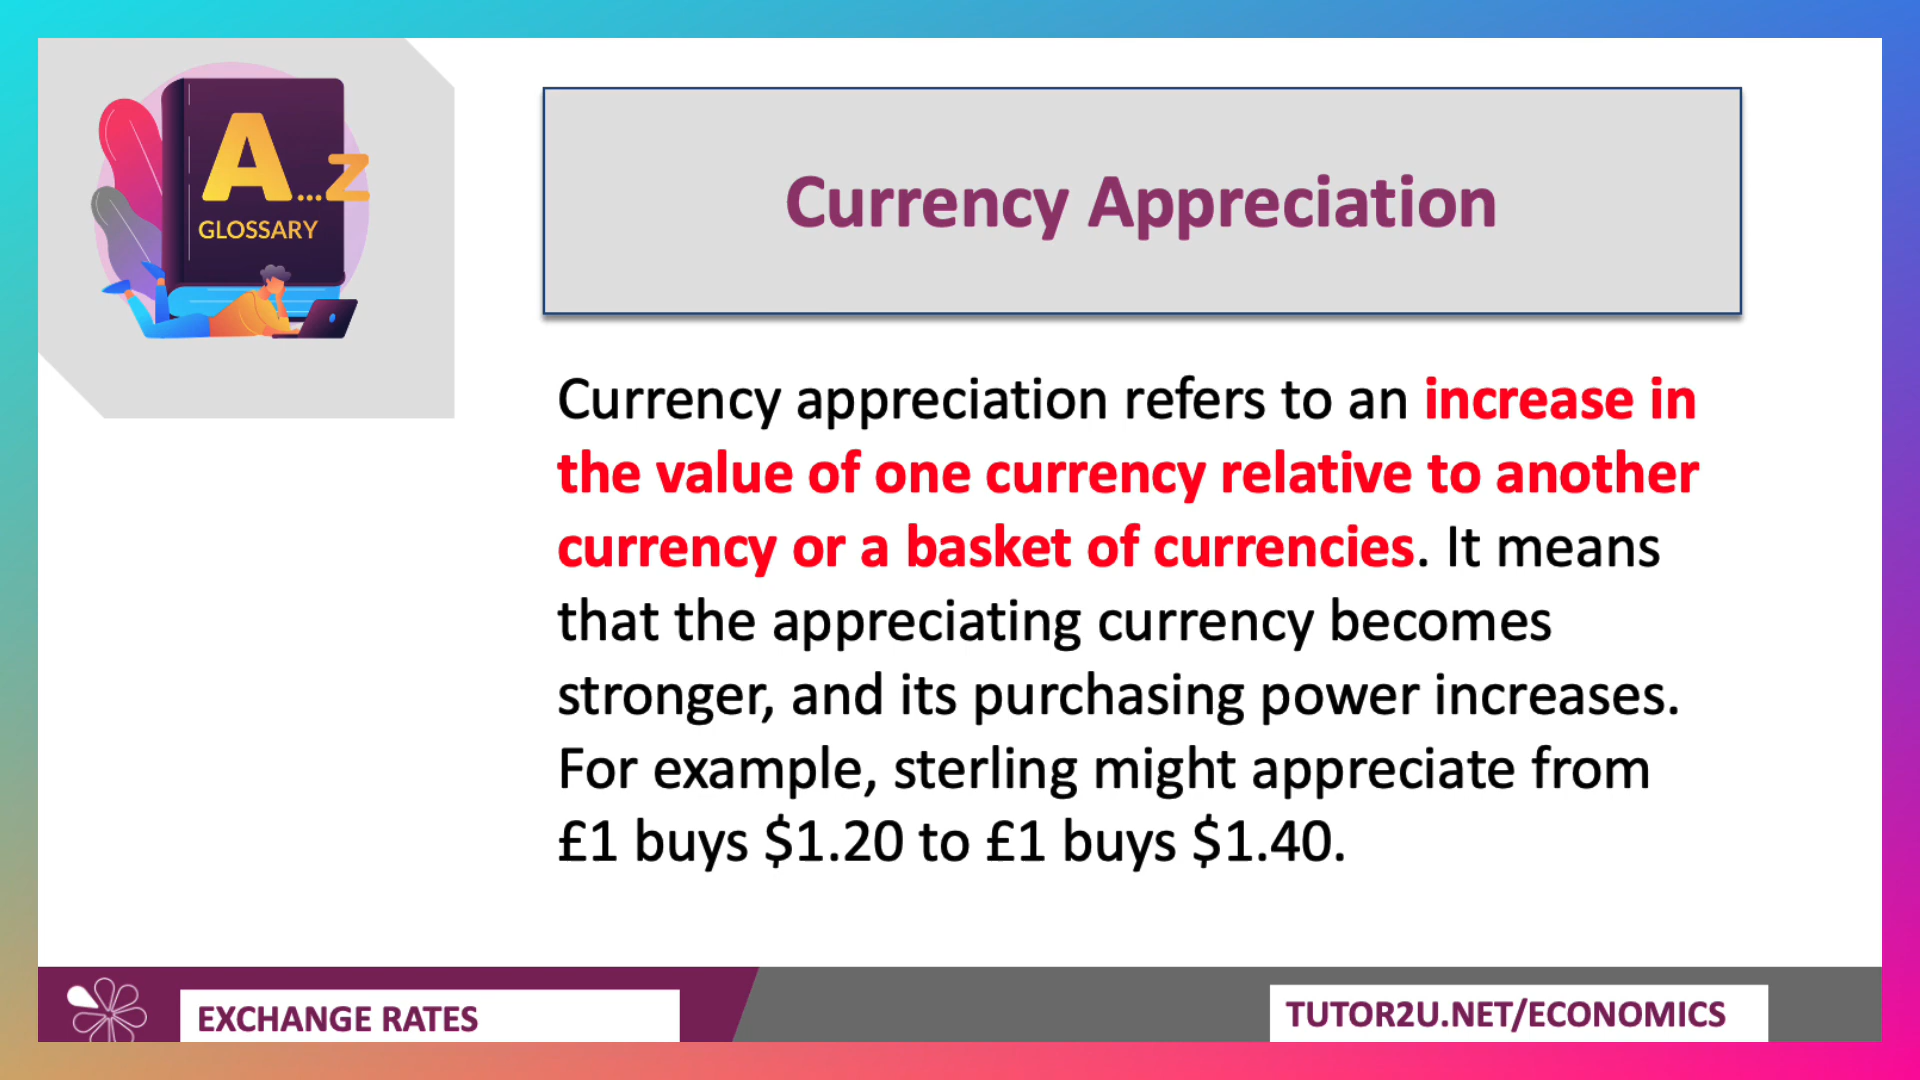 A...z
GLOSSARY
Currency Appreciation
Currency appreciation refers to an increase in
the value of one currency relative to another
currency or a basket of currencies. It means
that the appreciating currency becomes
stronger, and its purchasing power increases.
For example, sterling might appreciate from
£1 buys $1.20 to £1 buys $1.40.
EXCHANGE RATES
TUTOR2U.NET/ECONOMICS